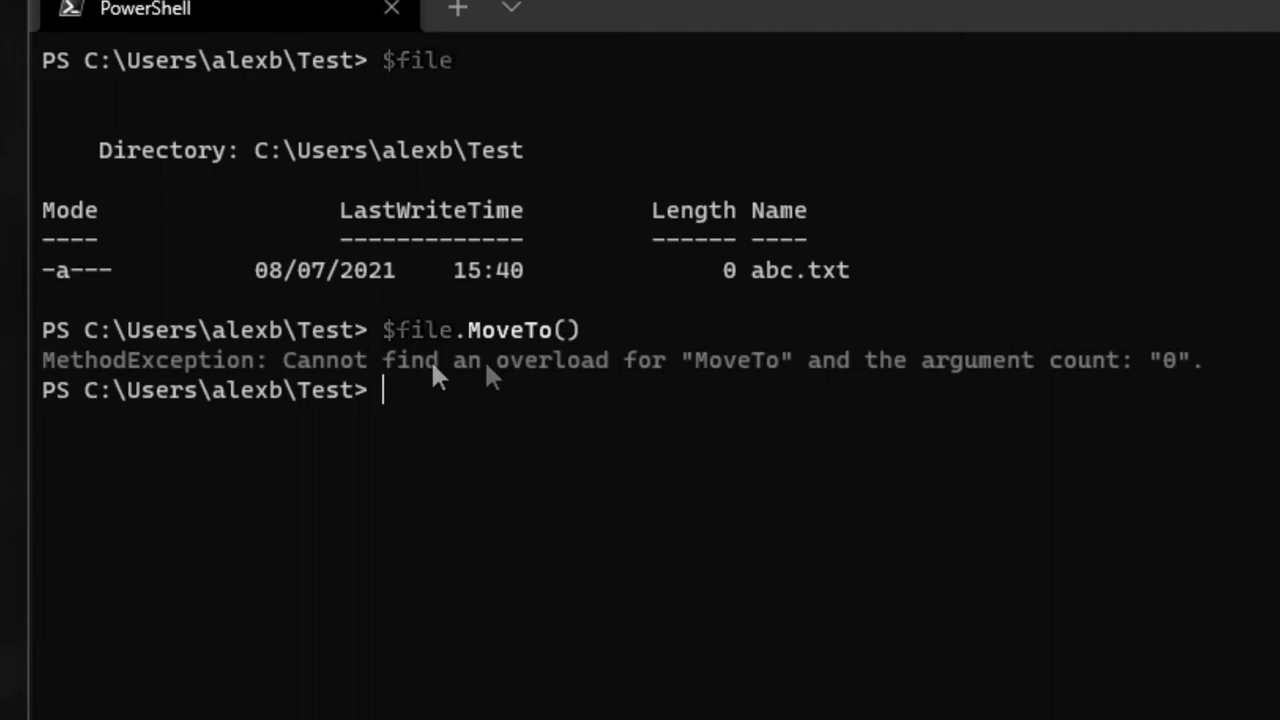 PowerShell
PS C:\Users\alexb\Test> $file
Directory: C:\Users\alexb\Test
Mode                 LastWriteTime         Length Name
----                 -------------         ------ ----
-a---          08/07/2021    15:40              0 abc.txt
PS C:\Users\alexb\Test> $file.MoveTo()
MethodException: Cannot find an overload for "MoveTo" and the argument count: "0".
PS C:\Users\alexb\Test>